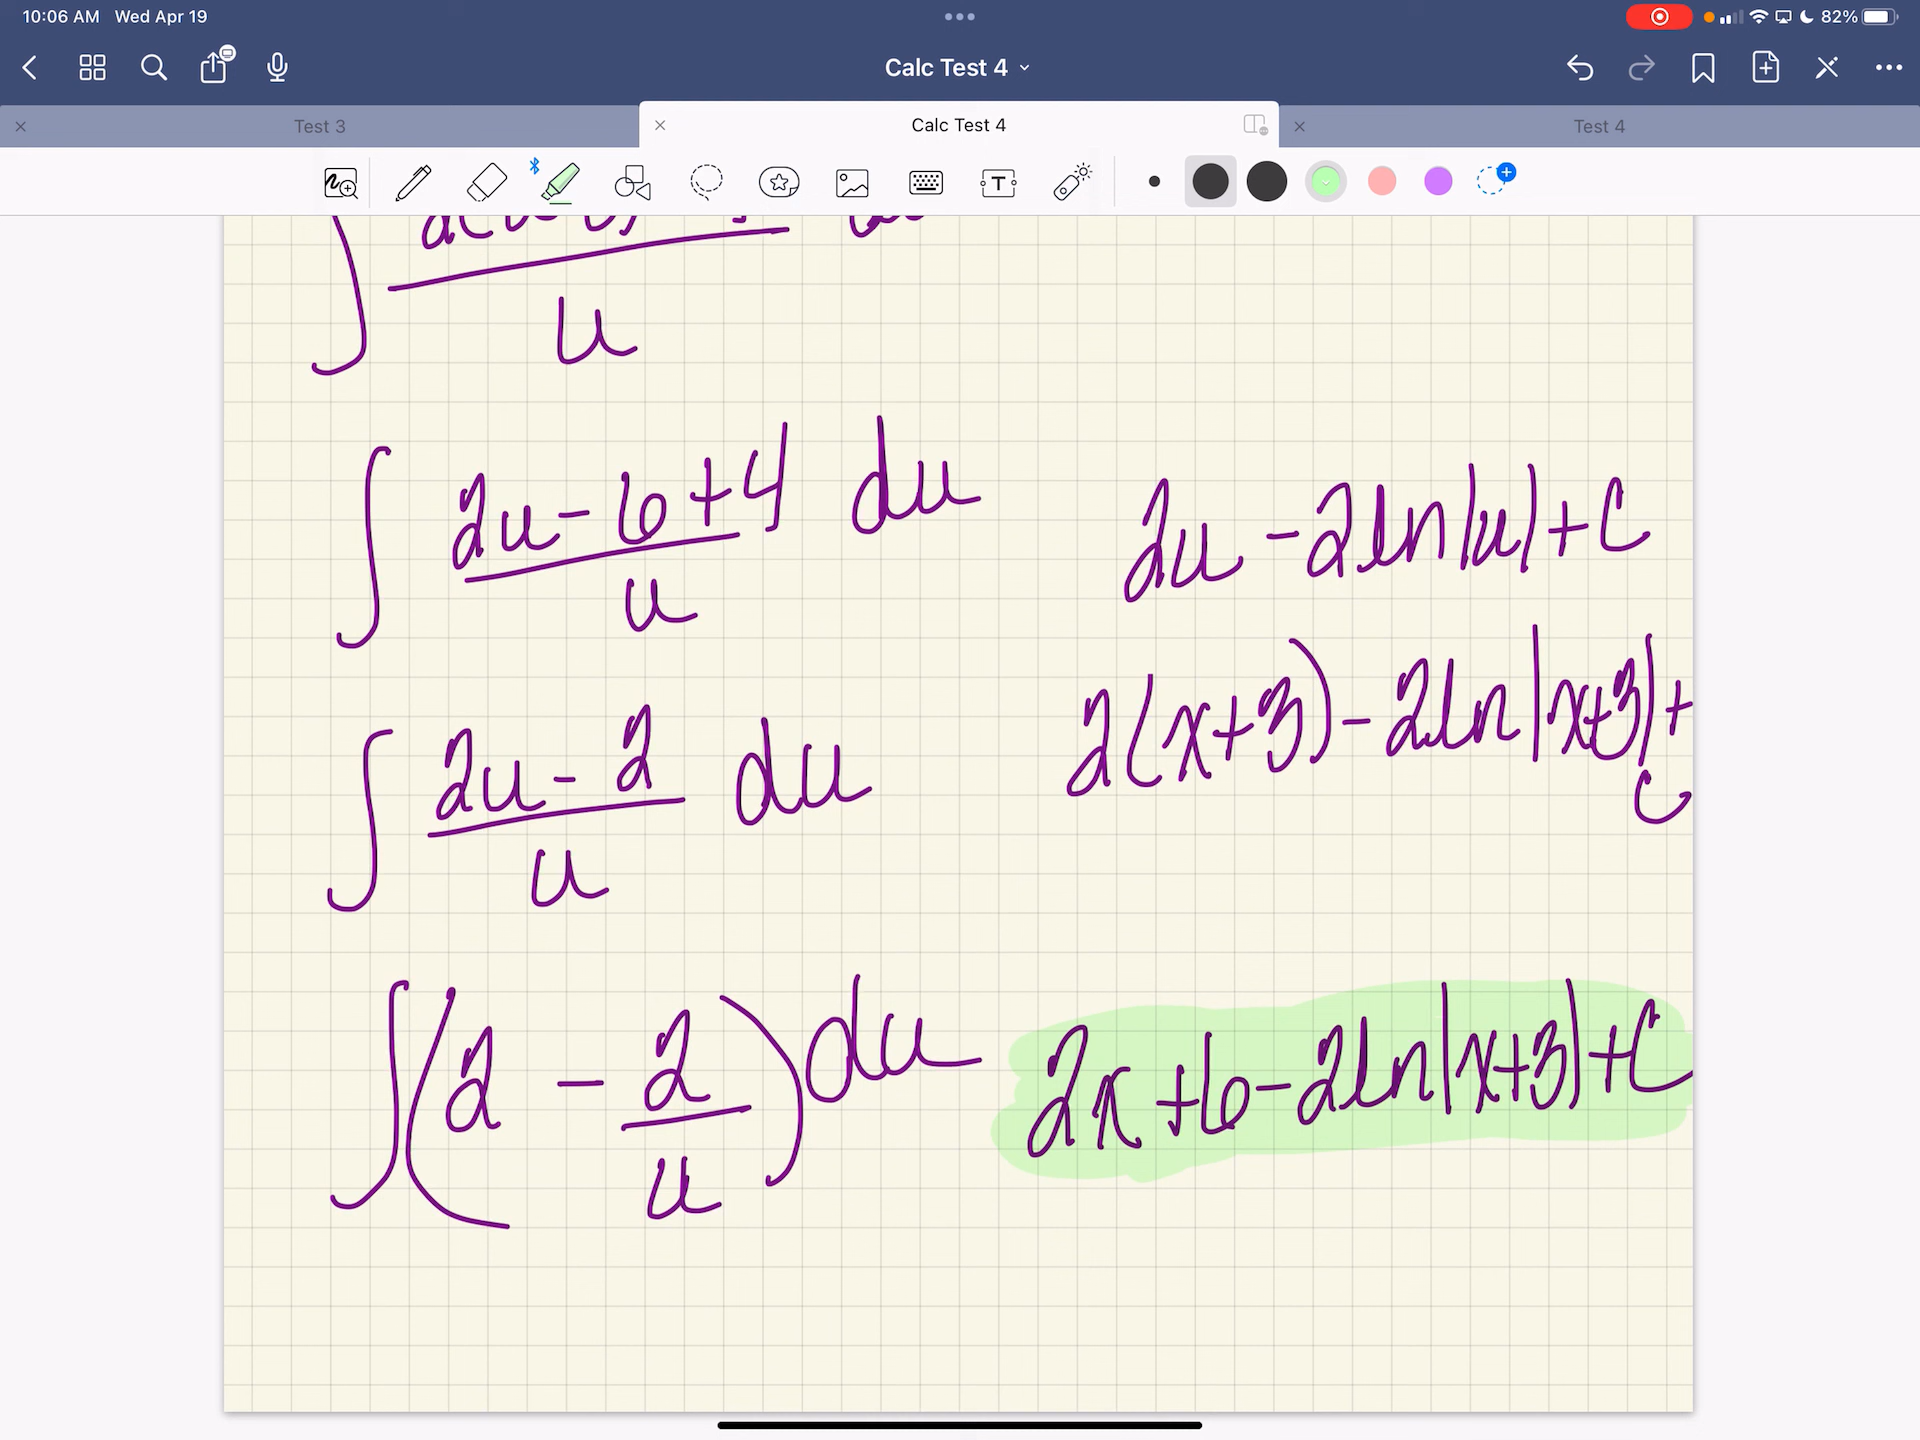 10:06 AM Wed Apr 19
82%
Calc Test 4
Test 3
Calc Test 4
Test 4
T
u
∫ (2u - 6 + 4)/u du
2u - 2ln|u| + C
2(x+3) - 2ln|x+3| +
C
∫ (2u - 2)/u du
∫ (2 - 2/u) du
2x + 6 - 2ln|x+3| + C